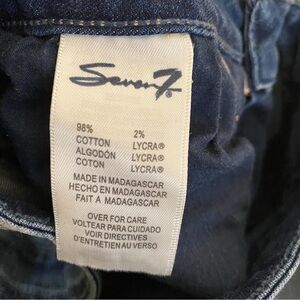 Seven7®
98% 2%
COTTON LYCRA®
ALGODÓN LYCRA®
COTON LYCRA®
MADE IN MADAGASCAR
HECHO EN MADAGASCAR
FAIT A MADAGASCAR
OVER FOR CARE
VOLTEAR PARA CUIDADO
VOIR DIRECTIVES
D'ENTRETIEN AU VERSO